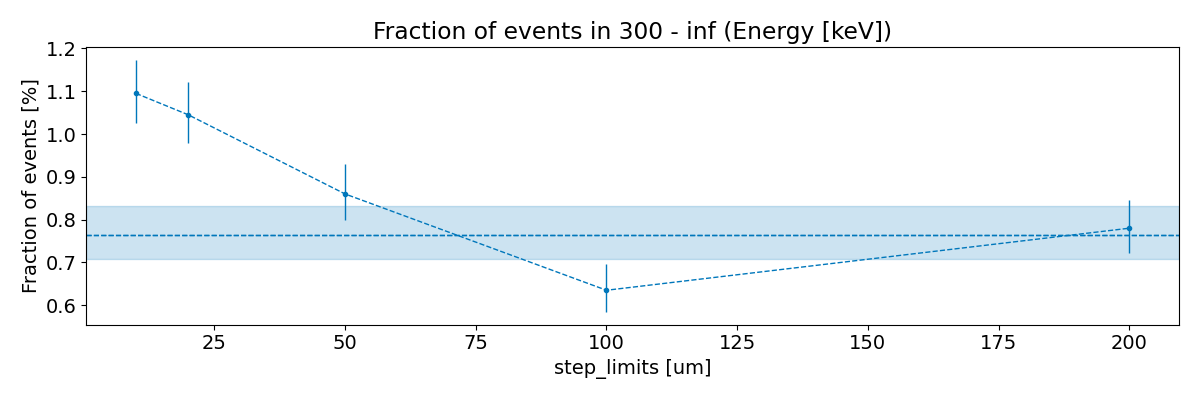 Fraction of events in 300 - inf (Energy [keV])
Fraction of events [%]
1.2
1.1
1.0
0.9
0.8
0.7
0.6
25 50 75 100 125 150 175 200
step_limits [um]